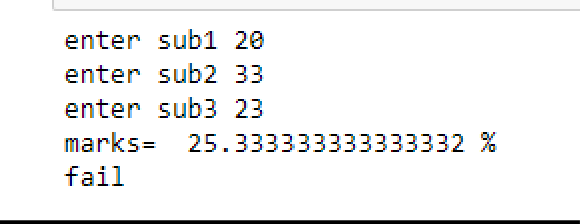 enter sub1 20
enter sub2 33
enter sub3 23
marks=  25.333333333333332 %
fail